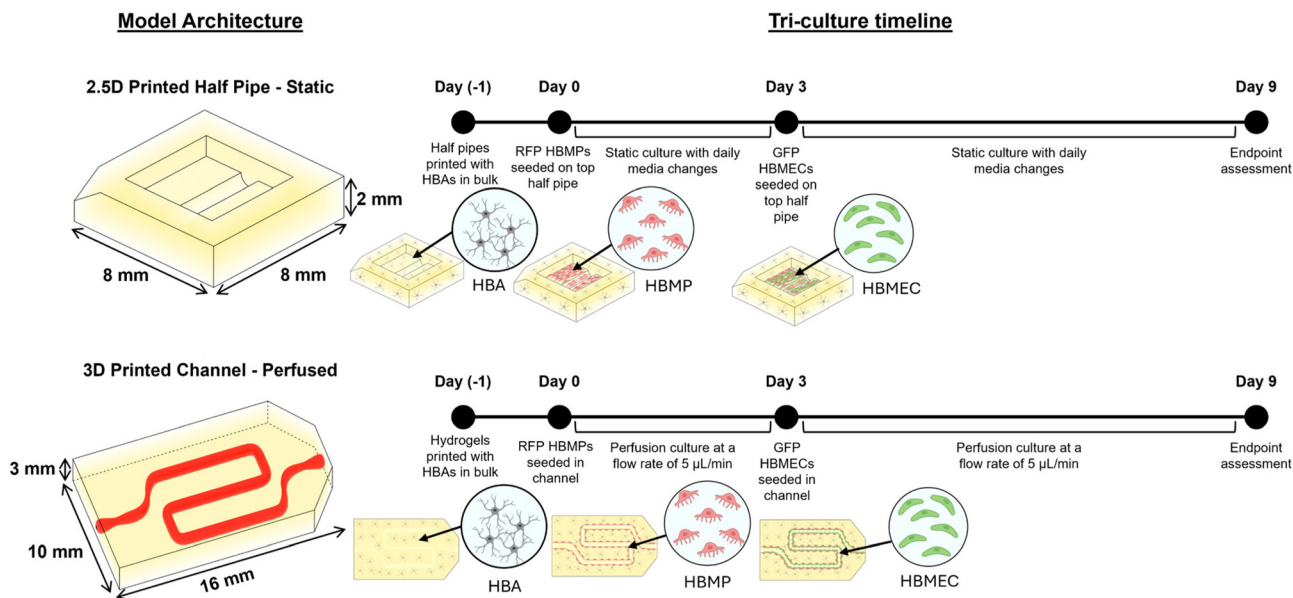 Model Architecture
Tri-culture timeline
2.5D Printed Half Pipe - Static
2 mm
8 mm
8 mm
Day (-1)
Day 0
Day 3
Day 9
Half pipes
printed with
HBAs in bulk
RFP HBMPs
seeded on top
half pipe
Static culture with daily
media changes
GFP
HBMECs
seeded on
top half
pipe
Static culture with daily
media changes
Endpoint
assessment
HBA
HBMP
HBMEC
3D Printed Channel - Perfused
3 mm
10 mm
16 mm
Day (-1)
Day 0
Day 3
Day 9
Hydrogels
printed with
HBAs in bulk
RFP HBMPs
seeded in
channel
Perfusion culture at a
flow rate of 5 µL/min
GFP
HBMECs
seeded in
channel
Perfusion culture at a
flow rate of 5 µL/min
Endpoint
assessment
HBA
HBMP
HBMEC